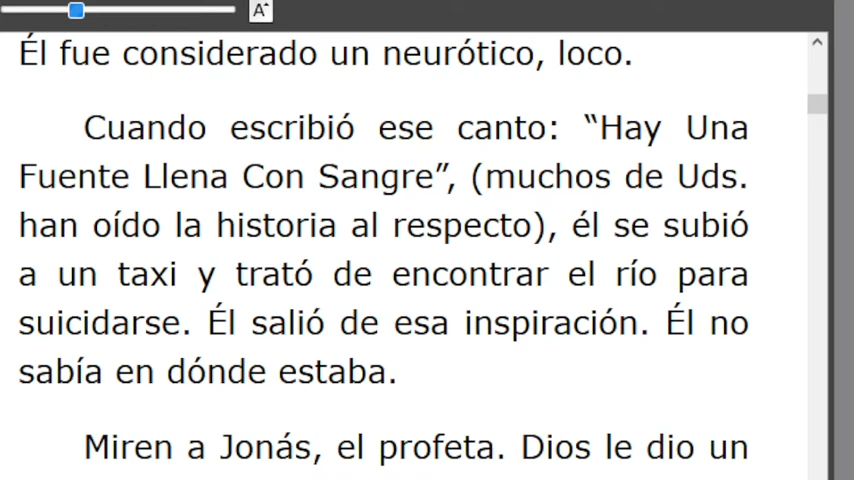 A
Él fue considerado un neurótico, loco.
Cuando escribió ese canto: “Hay Una
Fuente Llena Con Sangre”, (muchos de Uds.
han oído la historia al respecto), él se subió
a un taxi y trató de encontrar el río para
suicidarse. Él salió de esa inspiración. Él no
sabía en dónde estaba.
Miren a Jonás, el profeta. Dios le dio un